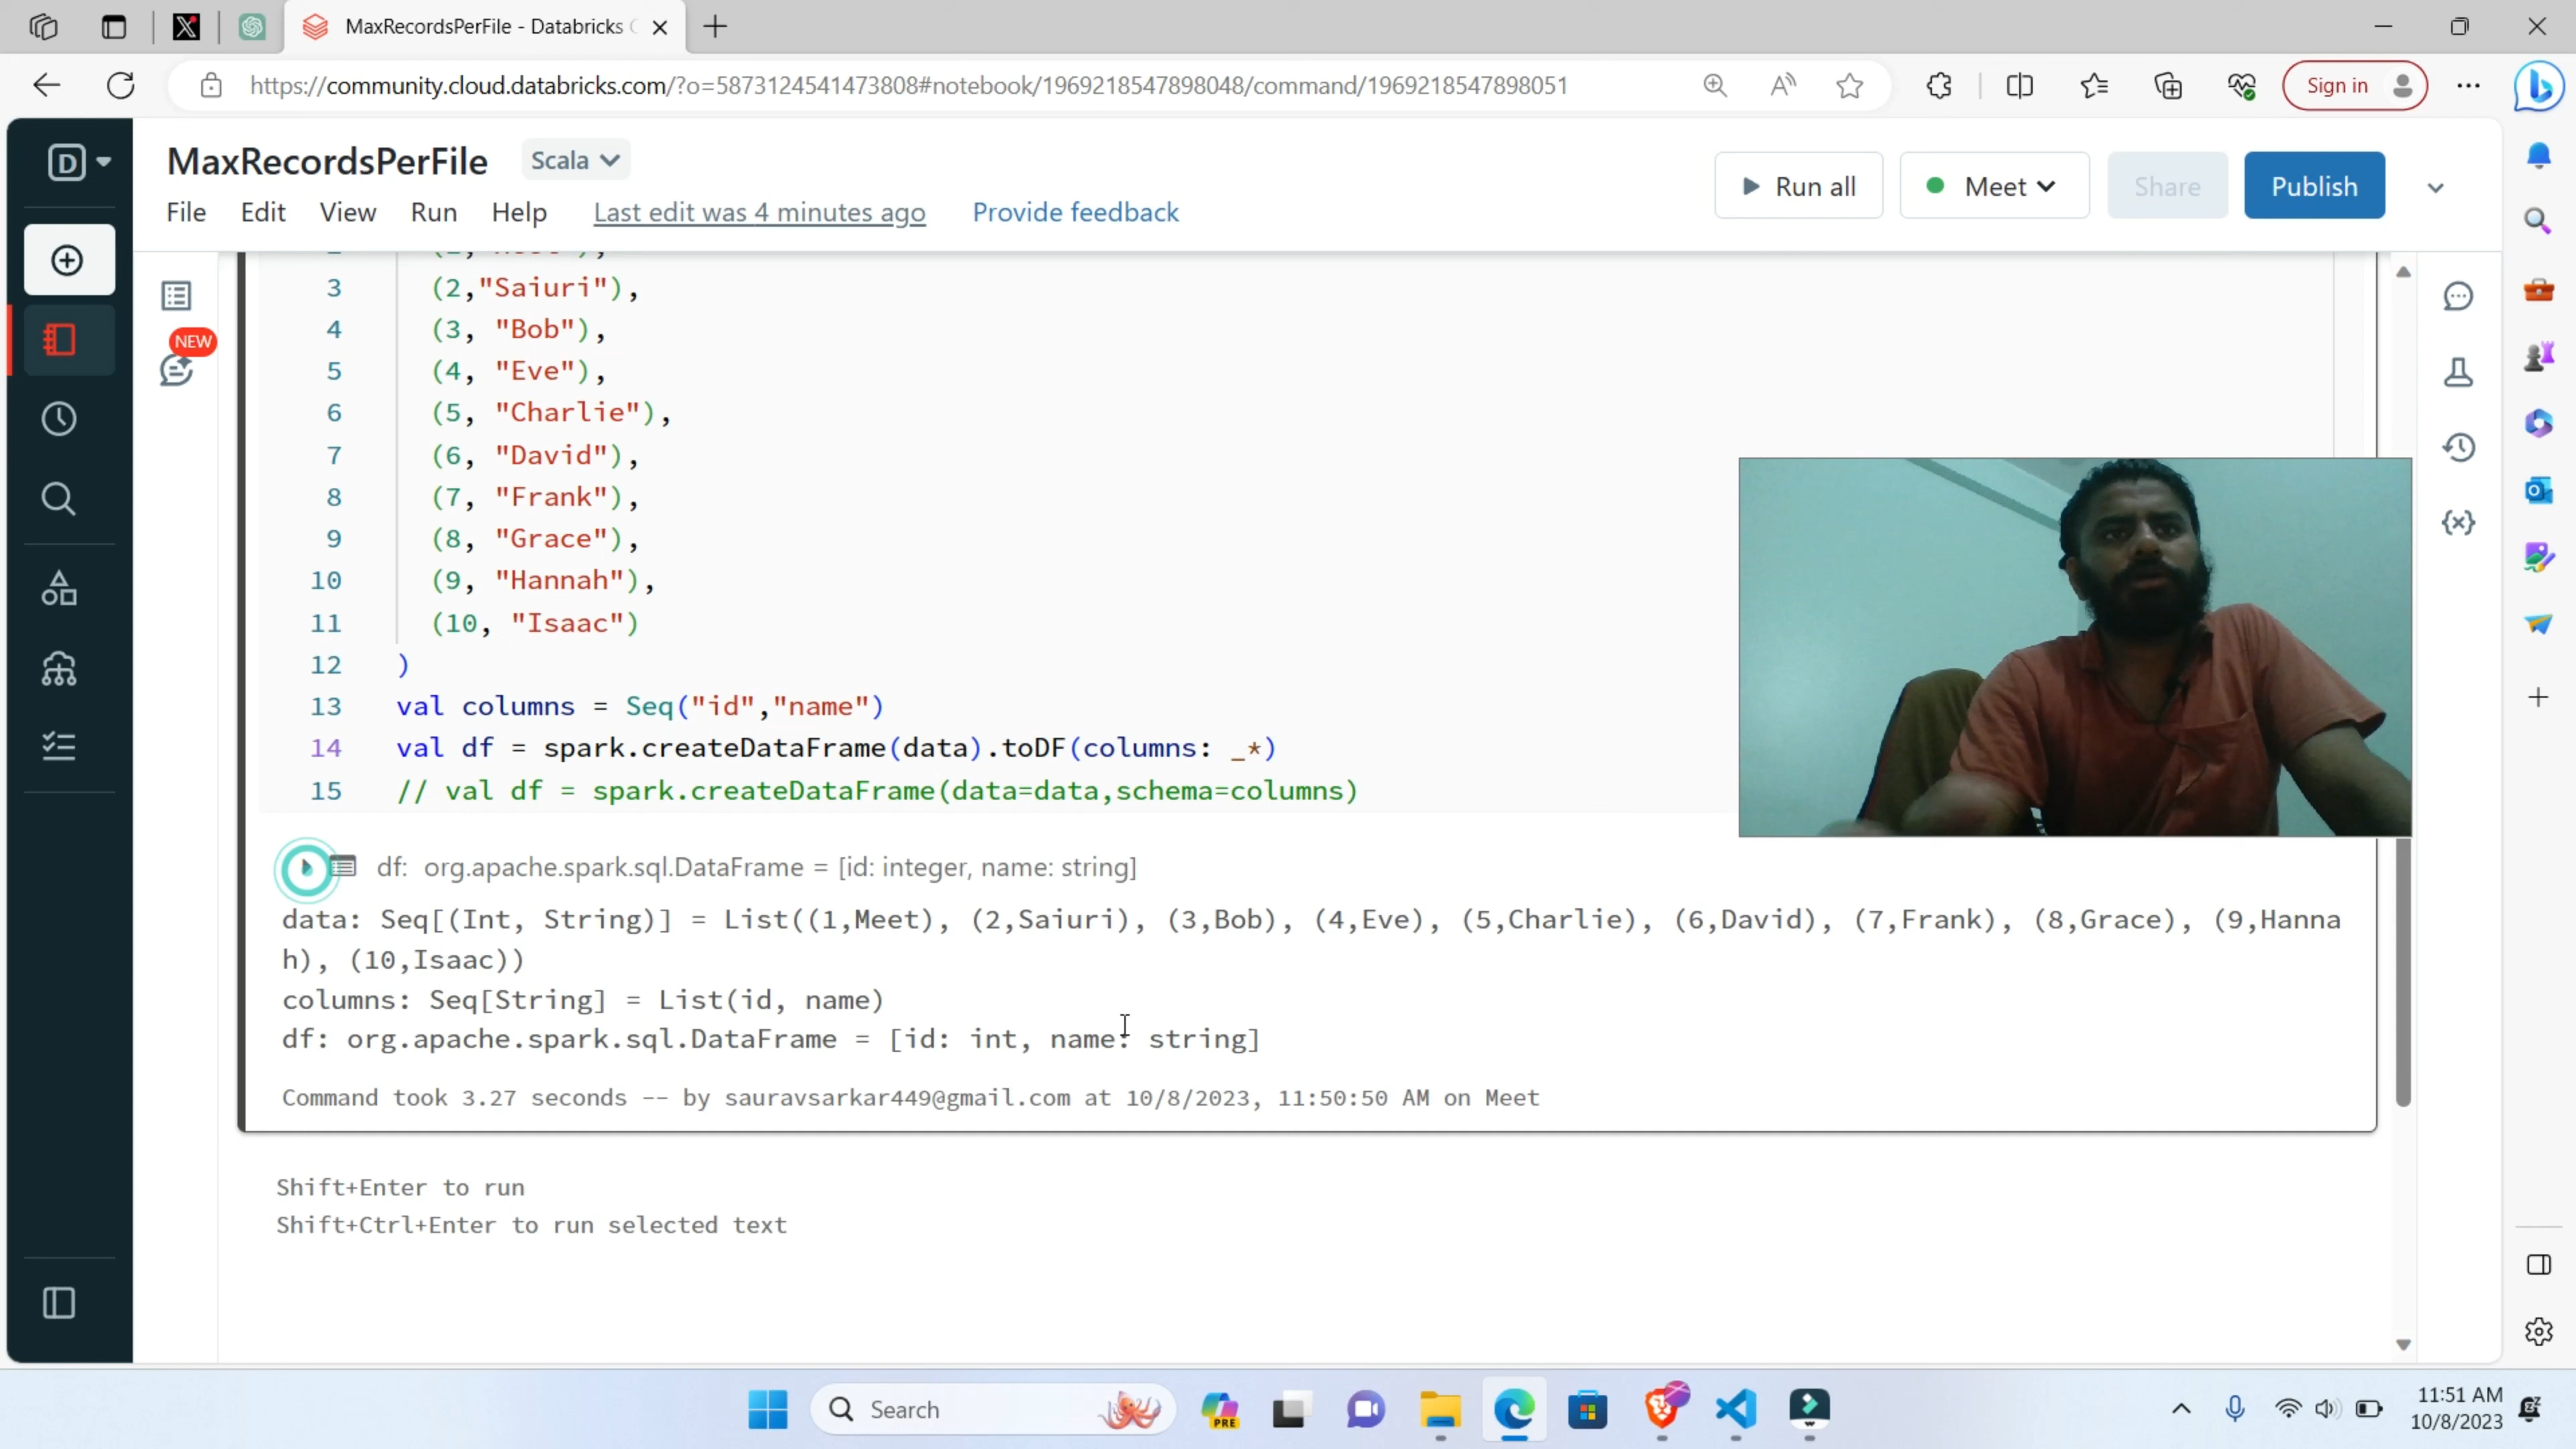 MaxRecordsPerFile - Databricks C
https://community.cloud.databricks.com/?o=5873124541473808#notebook/1969218547898048/command/1969218547898051
Sign in
MaxRecordsPerFile
Scala
Run all
Meet
Share
Publish
File Edit View Run Help Last edit was 4 minutes ago Provide feedback
NEW
3 (2,"Saiuri"),
4 (3, "Bob"),
5 (4, "Eve"),
6 (5, "Charlie"),
7 (6, "David"),
8 (7, "Frank"),
9 (8, "Grace"),
10 (9, "Hannah"),
11 (10, "Isaac")
12 )
13 val columns = Seq("id","name")
14 val df = spark.createDataFrame(data).toDF(columns: _*)
15 // val df = spark.createDataFrame(data=data,schema=columns)
df: org.apache.spark.sql.DataFrame = [id: integer, name: string]
data: Seq[(Int, String)] = List((1,Meet), (2,Saiuri), (3,Bob), (4,Eve), (5,Charlie), (6,David), (7,Frank), (8,Grace), (9,Hanna
h), (10,Isaac))
columns: Seq[String] = List(id, name)
df: org.apache.spark.sql.DataFrame = [id: int, name: string]
Command took 3.27 seconds -- by sauravsarkar449@gmail.com at 10/8/2023, 11:50:50 AM on Meet
Shift+Enter to run
Shift+Ctrl+Enter to run selected text
Search
PRE
11:51 AM
10/8/2023